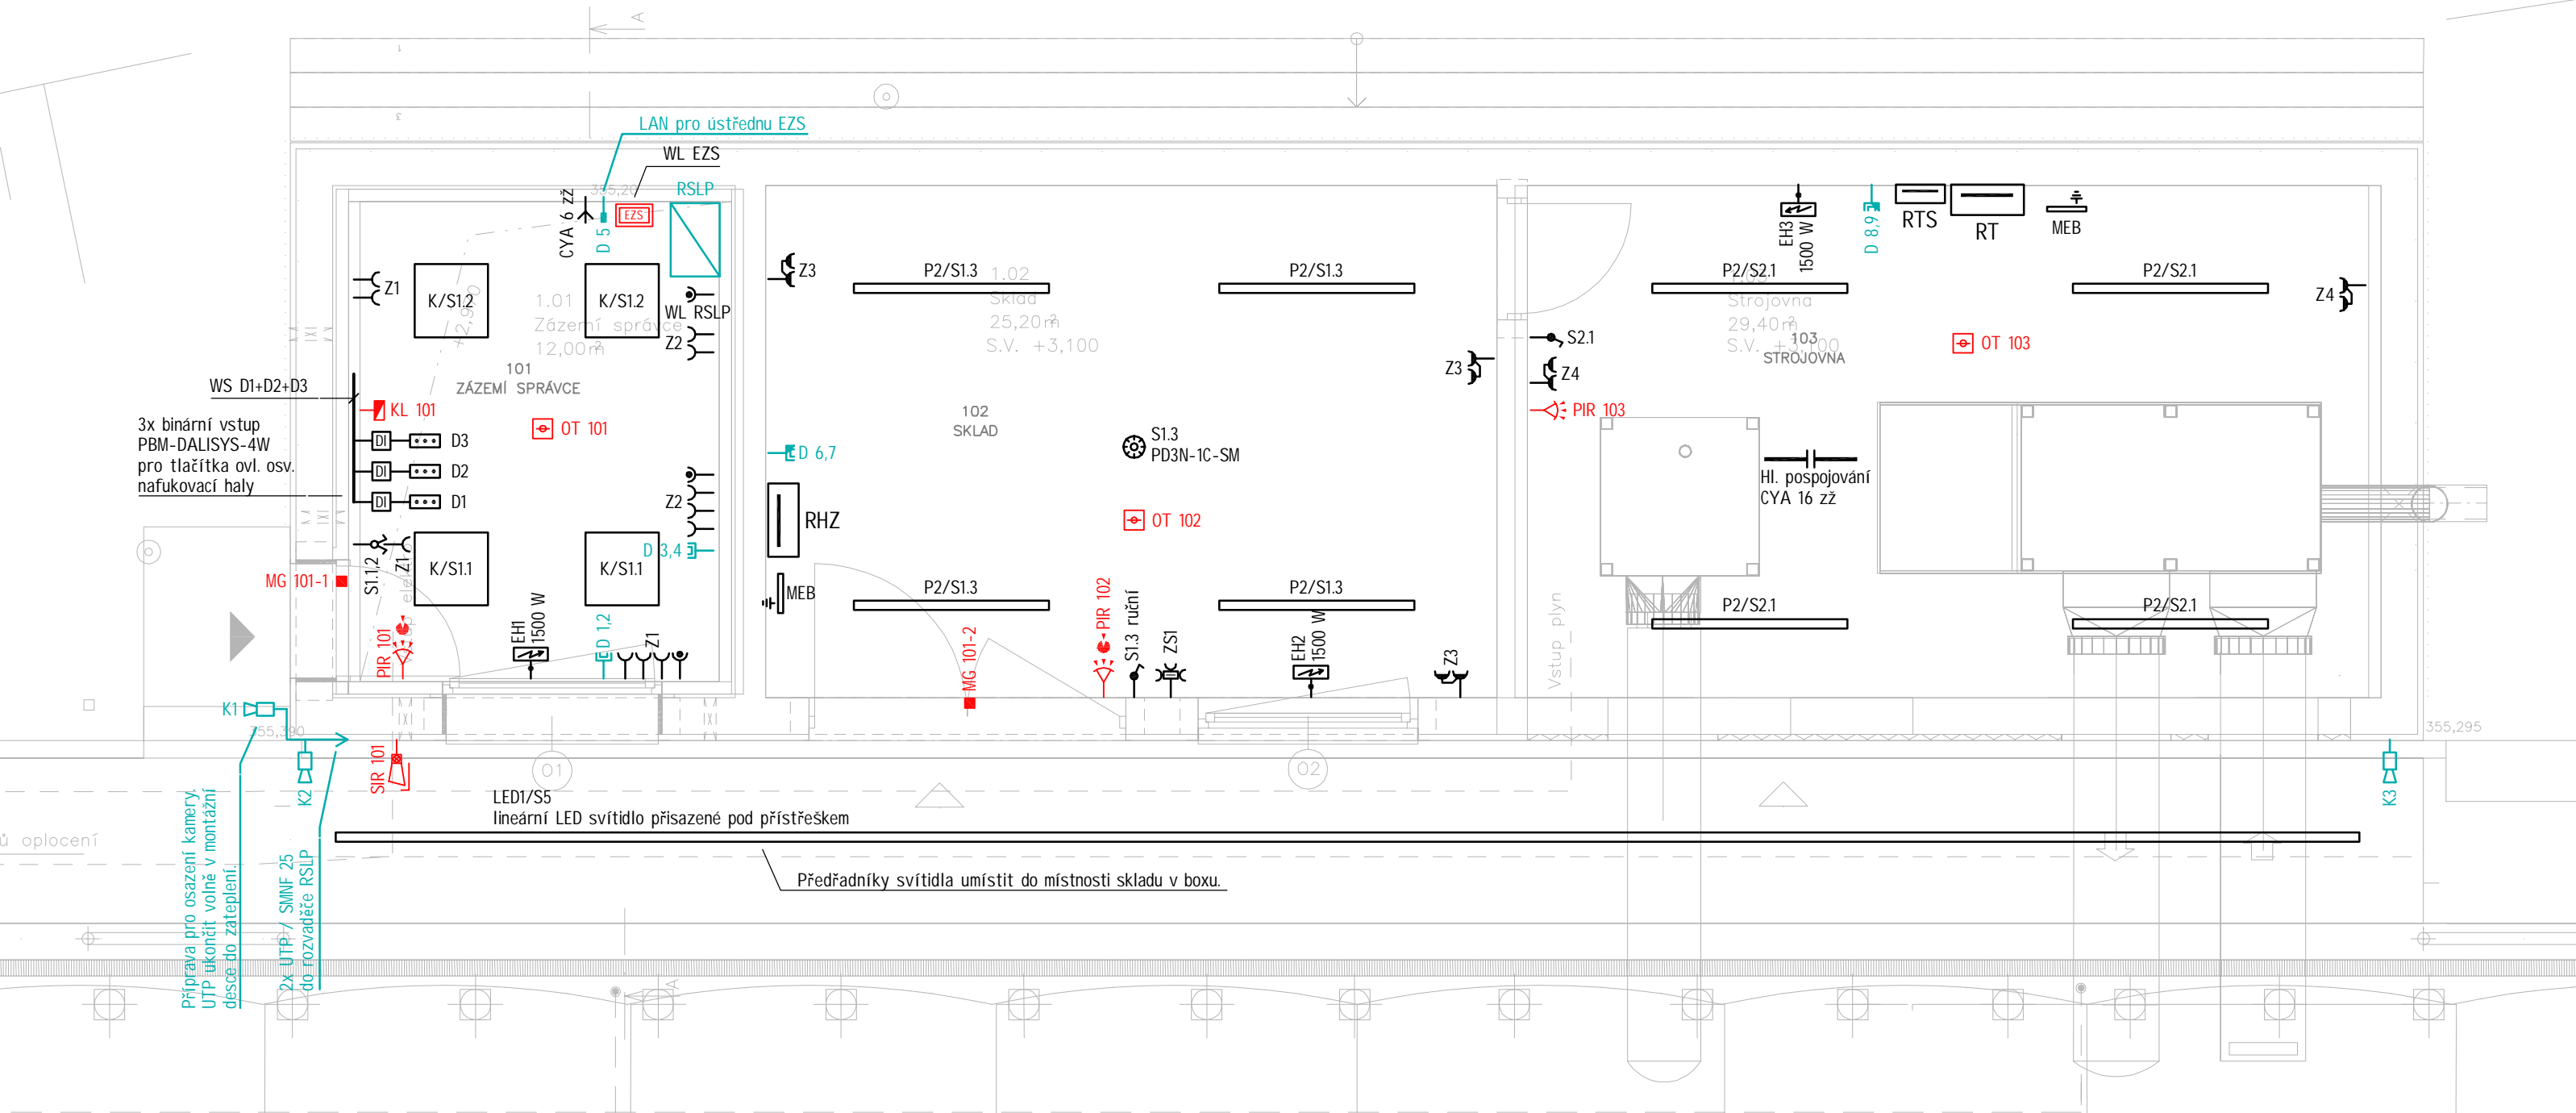 A
LAN pro ústřednu EZS
WL EZS
355,20
RSLP
CYA 6 zž
D 5
EZS
Z1
K/S1.2
K/S1.2
WL RSLP
Z2
1.01
Zázemí správce
12,00m²
101
ZÁZEMÍ SPRÁVCE
WS D1+D2+D3
3x binární vstup
PBM-DALISYS-4W
pro tlačítka ovl. osv.
nafukovací haly
KL 101
OT 101
DI
D3
DI
D2
DI
D1
Z2
D 3,4
S1.1,2
Z1
K/S1.1
K/S1.1
MG 101-1
PIR 101
EH1
1500 W
D 1,2
Z1
Z3
P2/S1.3
P2/S1.3
1.02
Sklad
25,20m²
S.V. +3,100
102
SKLAD
Z3
D 6,7
S1.3
PD3N-1C-SM
OT 102
RHZ
MEB
P2/S1.3
P2/S1.3
MG 101-2
PIR 102
S1.3 ruční
ZS1
EH2
1500 W
Z3
EH3
1500 W
D 8,9
RTS
RT
MEB
P2/S2.1
P2/S2.1
Z4
Strojovna
29,40m²
103
STROJOVNA
S2.1
Z4
PIR 103
OT 103
Hl. pospojování
CYA 16 zž
P2/S2.1
P2/S2.1
Vstup plyn
K1
355,390
K2
SIR 101
01
02
355,295
K3
LED1/S5
lineární LED svítidlo přisazené pod přístřeškem
Předřadníky svítidla umístit do místnosti skladu v boxu.
ů oplocení
Příprava pro osazení kamery.
UTP ukončit volně v montážní
desce do zateplení.
2x UTP / SMNF 25
do rozvaděče RSLP
A